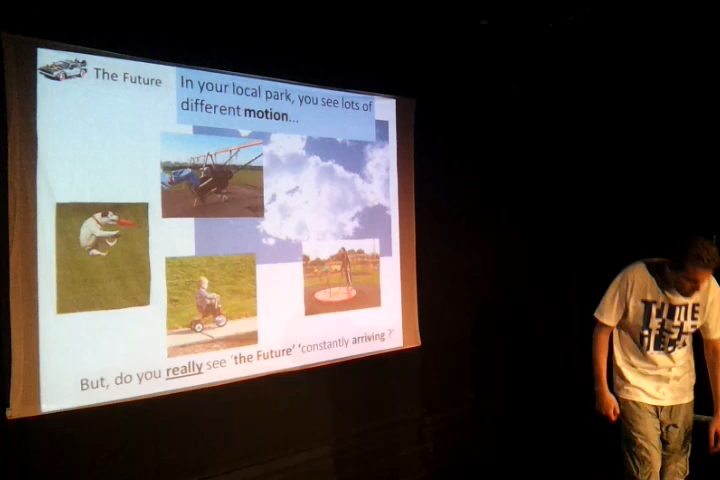 The Future
In your local park, you see lots of
different motion...
But, do you really see 'the Future' 'constantly arriving ?'
TIME